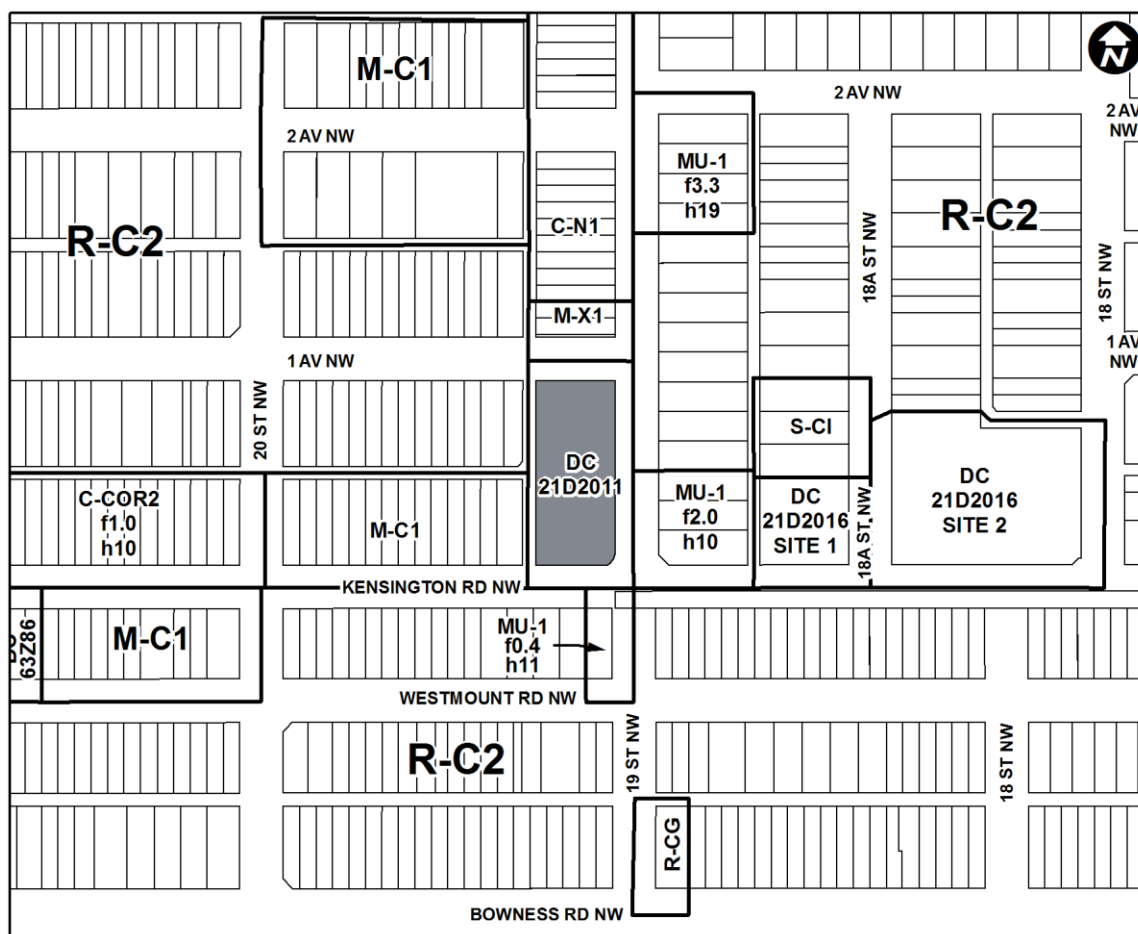 M-C1
N
2 AV NW
2 AV NW
2 AV
NW
MU-1
f3.3
h19
R-C2
C-N1
R-C2
18A ST NW
18 ST NW
M-X1
1 AV NW
1 AV
NW
20 ST NW
S-CI
DC
21D2011
C-COR2
f1.0
h10
M-C1
MU-1
f2.0
h10
DC
21D2016
SITE 1
18A ST NW
DC
21D2016
SITE 2
KENSINGTON RD NW
63Z86
M-C1
MU-1
f0.4
h11
WESTMOUNT RD NW
R-C2
19 ST NW
18 ST NW
R-CG
BOWNESS RD NW